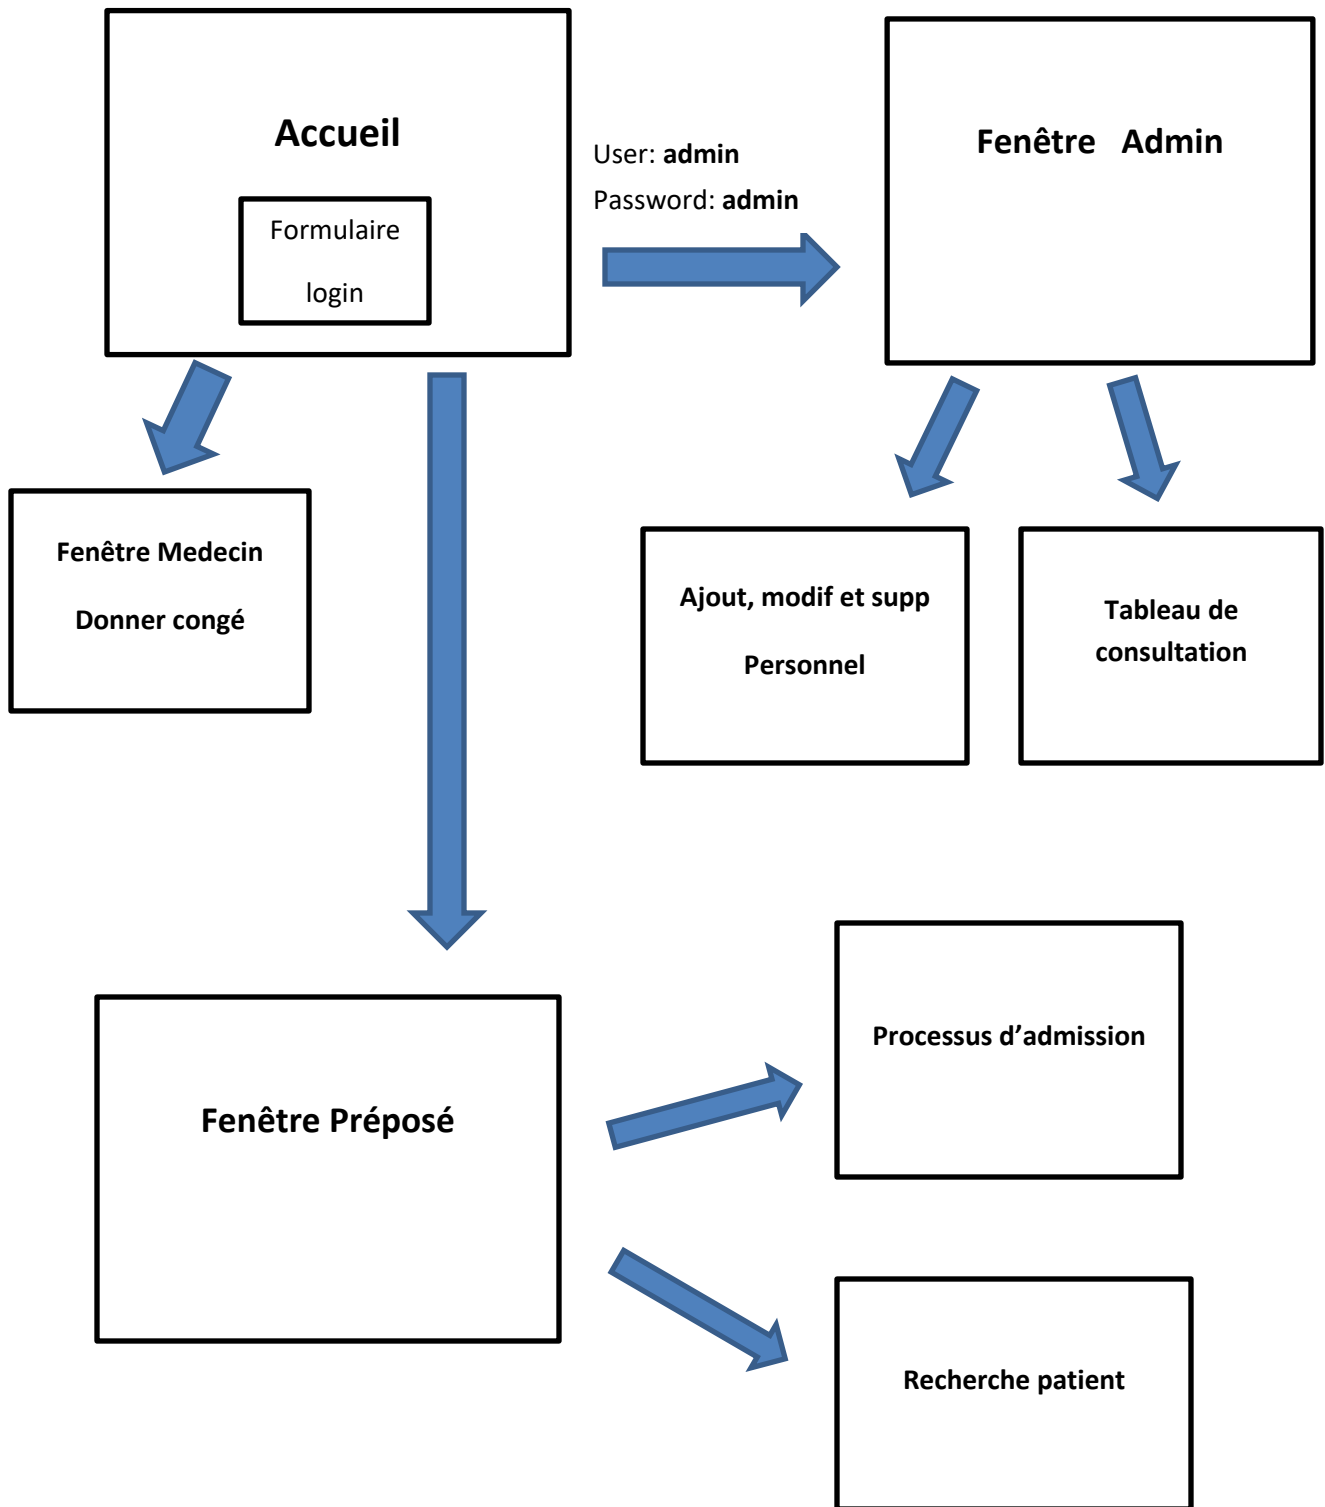 Accueil
Formulaire
login
User: admin
Password: admin
Fenêtre Admin
Fenêtre Medecin
Donner congé
Ajout, modif et supp
Personnel
Tableau de
consultation
Fenêtre Préposé
Processus d’admission
Recherche patient